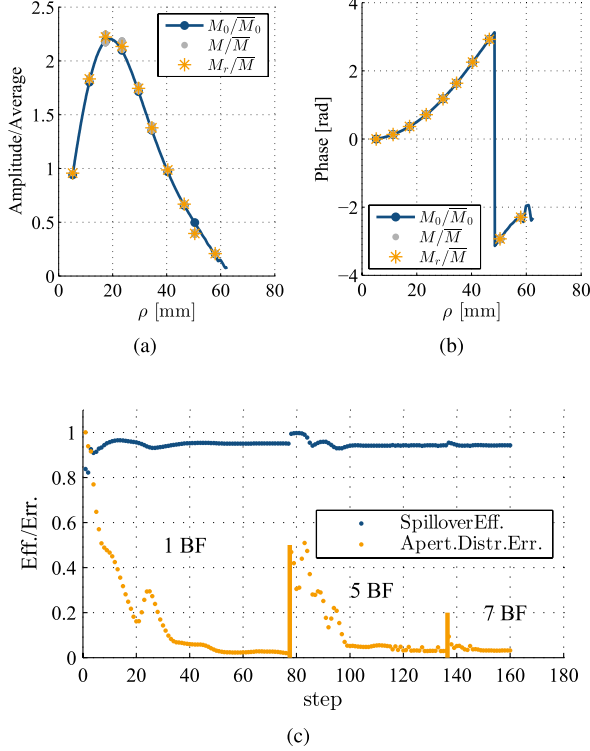 2.5
2
1.5
1
0.5
0
Amplitude/Average
M₀/M̅₀
M/M̅
Mᵣ/M̅
0 20 40 60 80
ρ [mm]
(a)
4
2
0
−2
−4
Phase [rad]
M₀/M̅₀
M/M̅
Mᵣ/M̅
0 20 40 60 80
ρ [mm]
(b)
1
0.8
0.6
0.4
0.2
0
Eff./Err.
SpilloverEff.
Apert.Distr.Err.
1 BF
5 BF
7 BF
0 20 40 60 80 100 120 140 160 180
step
(c)